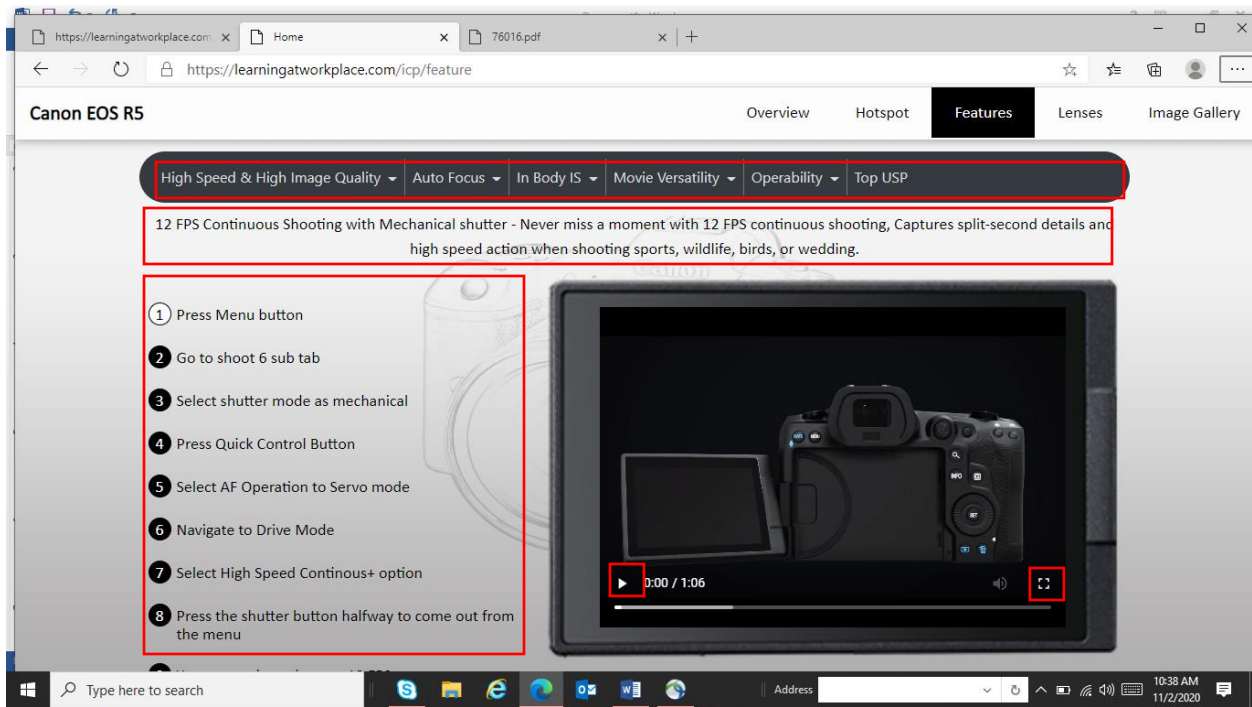 https://learningatworkplace.com
Home
76016.pdf
https://learningatworkplace.com/icp/feature
Canon EOS R5
Overview
Hotspot
Features
Lenses
Image Gallery
High Speed & High Image Quality
Auto Focus
In Body IS
Movie Versatility
Operability
Top USP
12 FPS Continuous Shooting with Mechanical shutter - Never miss a moment with 12 FPS continuous shooting, Captures split-second details and
high speed action when shooting sports, wildlife, birds, or wedding.
Canon
1 Press Menu button
2 Go to shoot 6 sub tab
3 Select shutter mode as mechanical
4 Press Quick Control Button
5 Select AF Operation to Servo mode
6 Navigate to Drive Mode
7 Select High Speed Continous+ option
8 Press the shutter button halfway to come out from
the menu
MENU
INFO
SET
0:00 / 1:06
Type here to search
Address
10:38 AM
11/2/2020